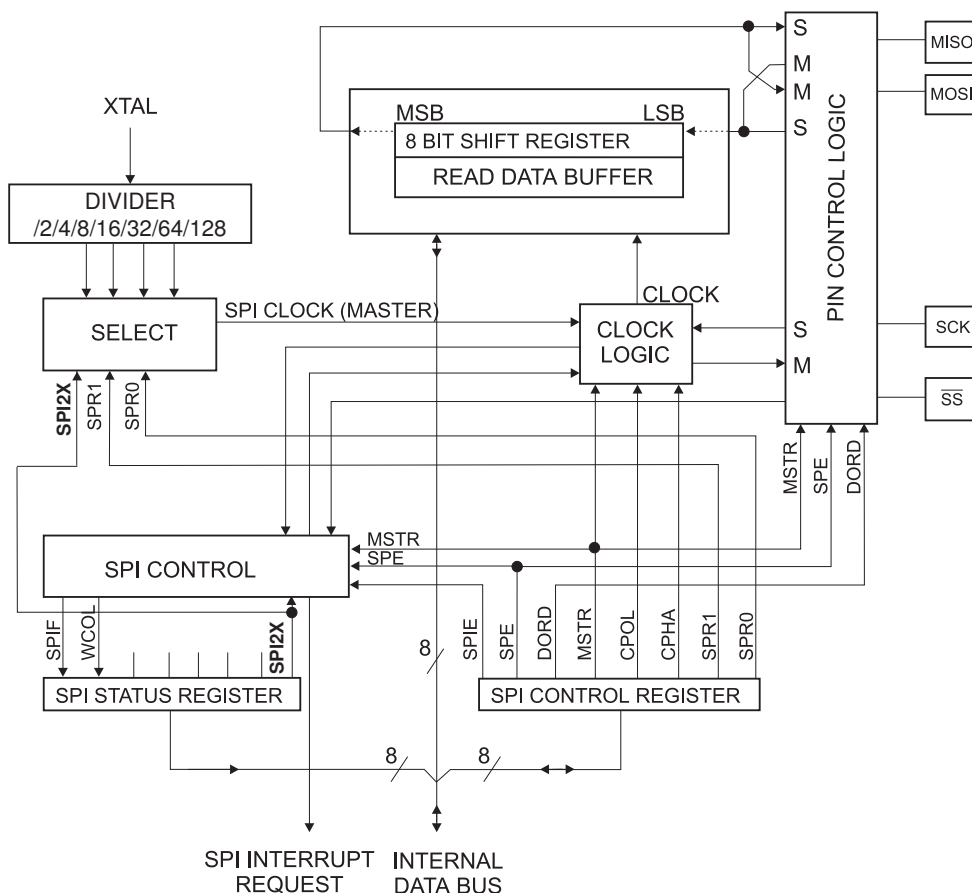 S
MISO
M
M
MOSI
XTAL
MSB
LSB
S
8 BIT SHIFT REGISTER
READ DATA BUFFER
PIN CONTROL LOGIC
DIVIDER
/2/4/8/16/32/64/128
SPI CLOCK (MASTER)
CLOCK
SELECT
CLOCK
LOGIC
S
M
SCK
SS
SPI2X
SPR1
SPR0
MSTR
SPE
DORD
MSTR
SPE
SPI CONTROL
SPIF
WCOL
SPI2X
8
SPIE
SPE
DORD
MSTR
CPOL
CPHA
SPR1
SPR0
SPI STATUS REGISTER
SPI CONTROL REGISTER
8
8
SPI INTERRUPT
REQUEST
INTERNAL
DATA BUS